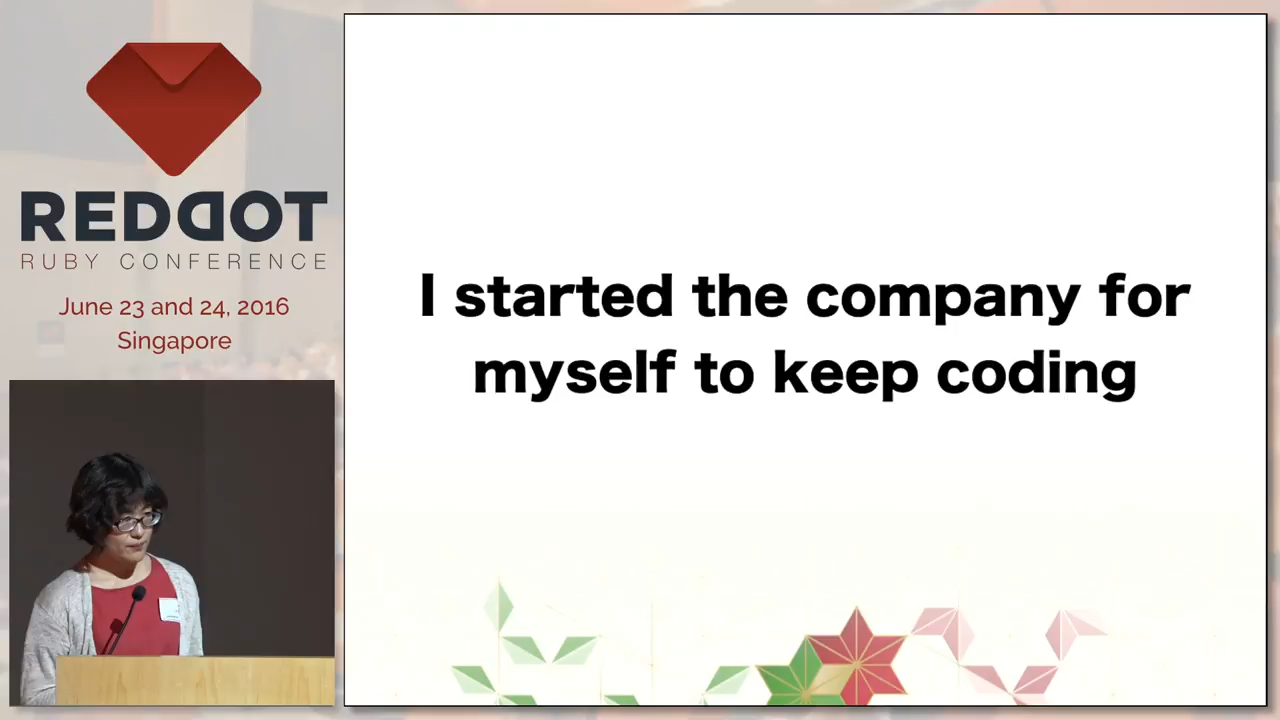 REDDOT
RUBY CONFERENCE
June 23 and 24, 2016
Singapore
I started the company for
myself to keep coding